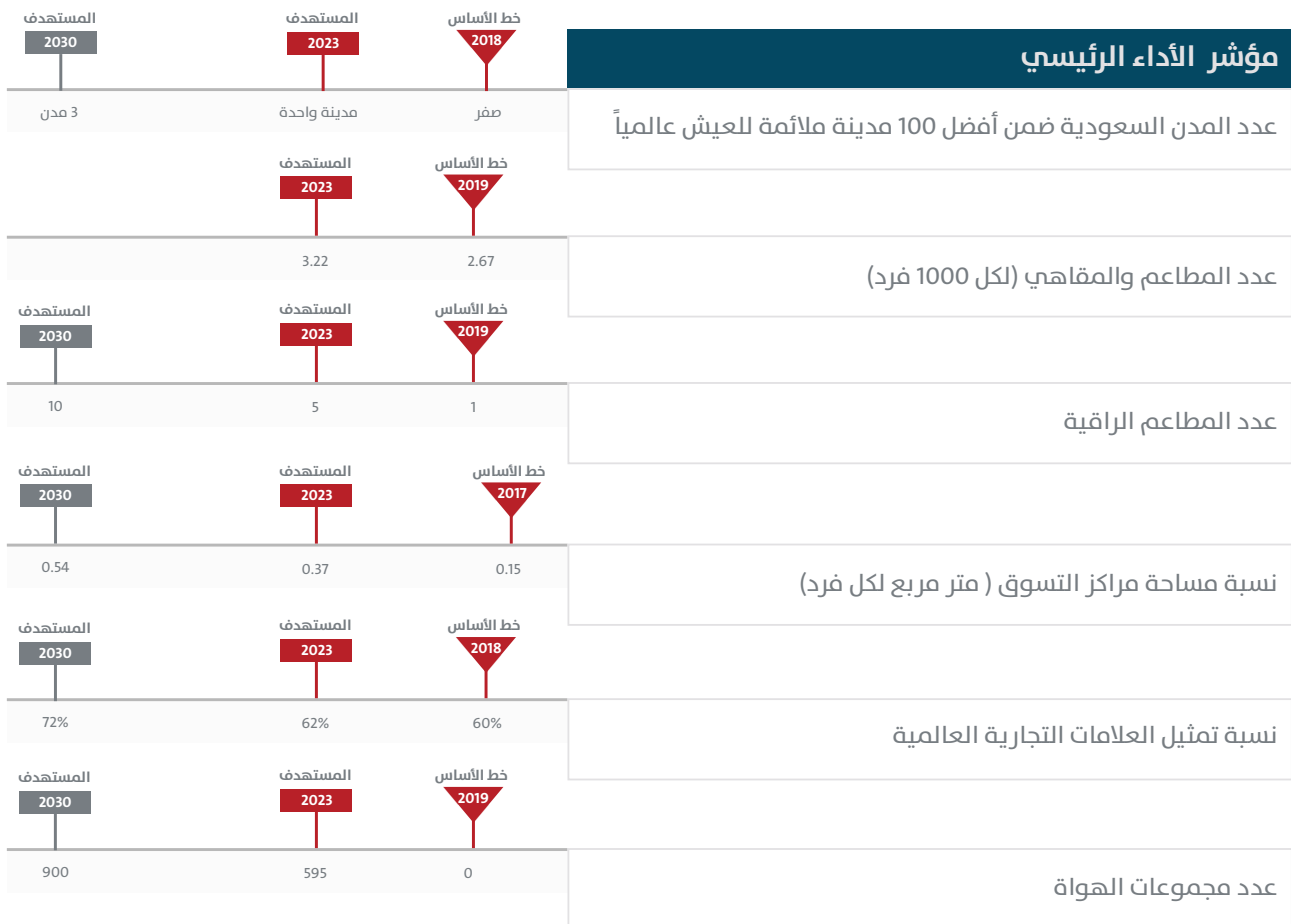 مؤشر الأداء الرئيسي
خط الأساس المستهدف المستهدف
2018 2023 2030
عدد المدن السعودية ضمن أفضل 100 مدينة ملائمة للعيش عالمياً
صفر مدينة واحدة 3 مدن
خط الأساس المستهدف
2019 2023
عدد المطاعم والمقاهي (لكل 1000 فرد)
2.67 3.22
خط الأساس المستهدف المستهدف
2019 2023 2030
عدد المطاعم الراقية
1 5 10
خط الأساس المستهدف المستهدف
2017 2023 2030
نسبة مساحة مراكز التسوق ( متر مربع لكل فرد)
0.15 0.37 0.54
خط الأساس المستهدف المستهدف
2018 2023 2030
نسبة تمثيل العلامات التجارية العالمية
60% 62% 72%
خط الأساس المستهدف المستهدف
2019 2023 2030
عدد مجموعات الهواة
0 595 900